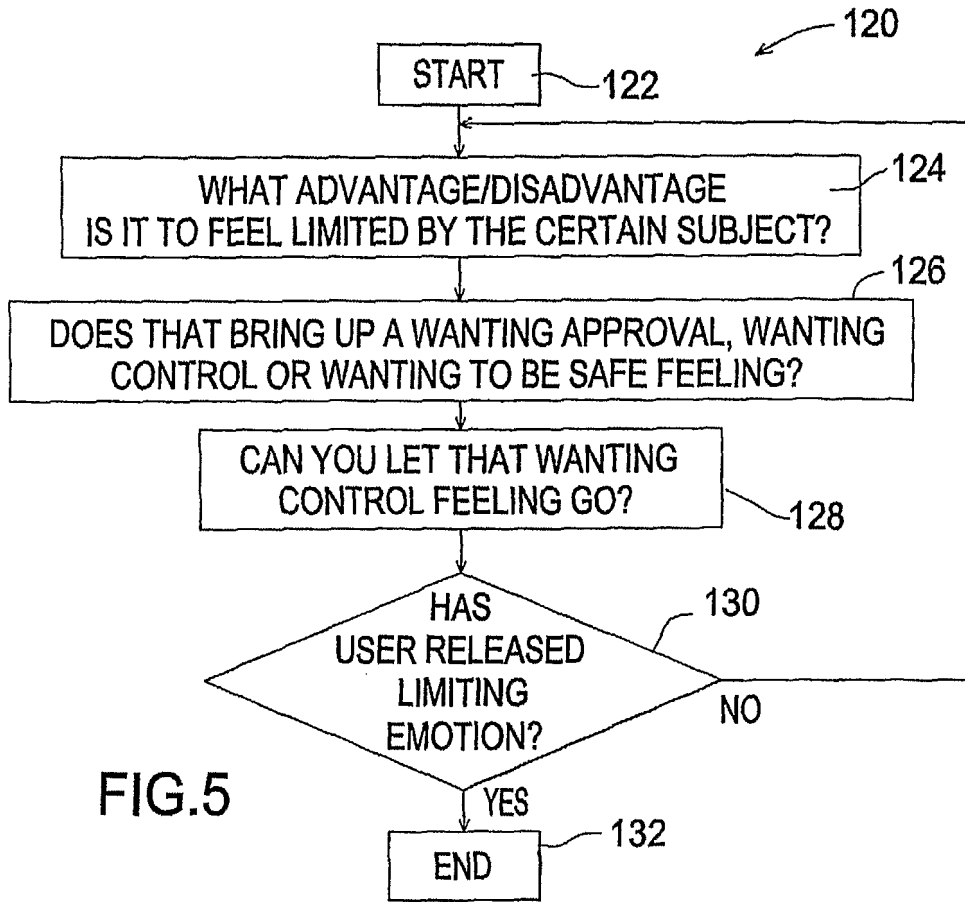 120
START
122
WHAT ADVANTAGE/DISADVANTAGE
IS IT TO FEEL LIMITED BY THE CERTAIN SUBJECT?
124
126
DOES THAT BRING UP A WANTING APPROVAL, WANTING
CONTROL OR WANTING TO BE SAFE FEELING?
CAN YOU LET THAT WANTING
CONTROL FEELING GO?
128
HAS
USER RELEASED
LIMITING
EMOTION?
130
NO
FIG.5
YES
END
132